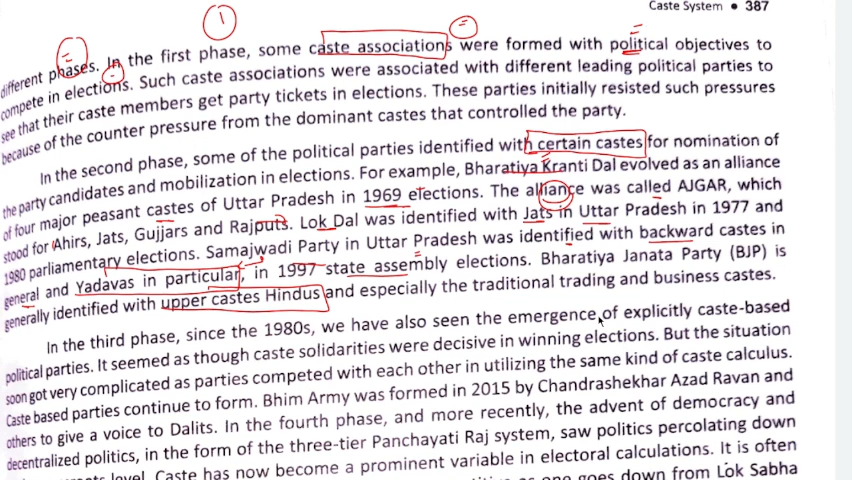 Caste System • 387
1
different phases. In the first phase, some caste associations were formed with political objectives to
compete in elections. Such caste associations were associated with different leading political parties to
see that their caste members get party tickets in elections. These parties initially resisted such pressures
because of the counter pressure from the dominant castes that controlled the party.
In the second phase, some of the political parties identified with certain castes for nomination of
the party candidates and mobilization in elections. For example, Bharatiya Kranti Dal evolved as an alliance
of four major peasant castes of Uttar Pradesh in 1969 elections. The alliance was called AJGAR, which
stood for Ahirs, Jats, Gujjars and Rajputs. Lok Dal was identified with Jats in Uttar Pradesh in 1977 and
1980 parliamentary elections. Samajwadi Party in Uttar Pradesh was identified with backward castes in
general and Yadavas in particular, in 1997 state assembly elections. Bharatiya Janata Party (BJP) is
generally identified with upper castes Hindus and especially the traditional trading and business castes.
In the third phase, since the 1980s, we have also seen the emergence of explicitly caste-based
political parties. It seemed as though caste solidarities were decisive in winning elections. But the situation
soon got very complicated as parties competed with each other in utilizing the same kind of caste calculus.
Caste based parties continue to form. Bhim Army was formed in 2015 by Chandrashekhar Azad Ravan and
others to give a voice to Dalits. In the fourth phase, and more recently, the advent of democracy and
decentralized politics, in the form of the three-tier Panchayati Raj system, saw politics percolating down
level. Caste has now become a prominent variable in electoral calculations. It is often
as one goes down from Lok Sabha